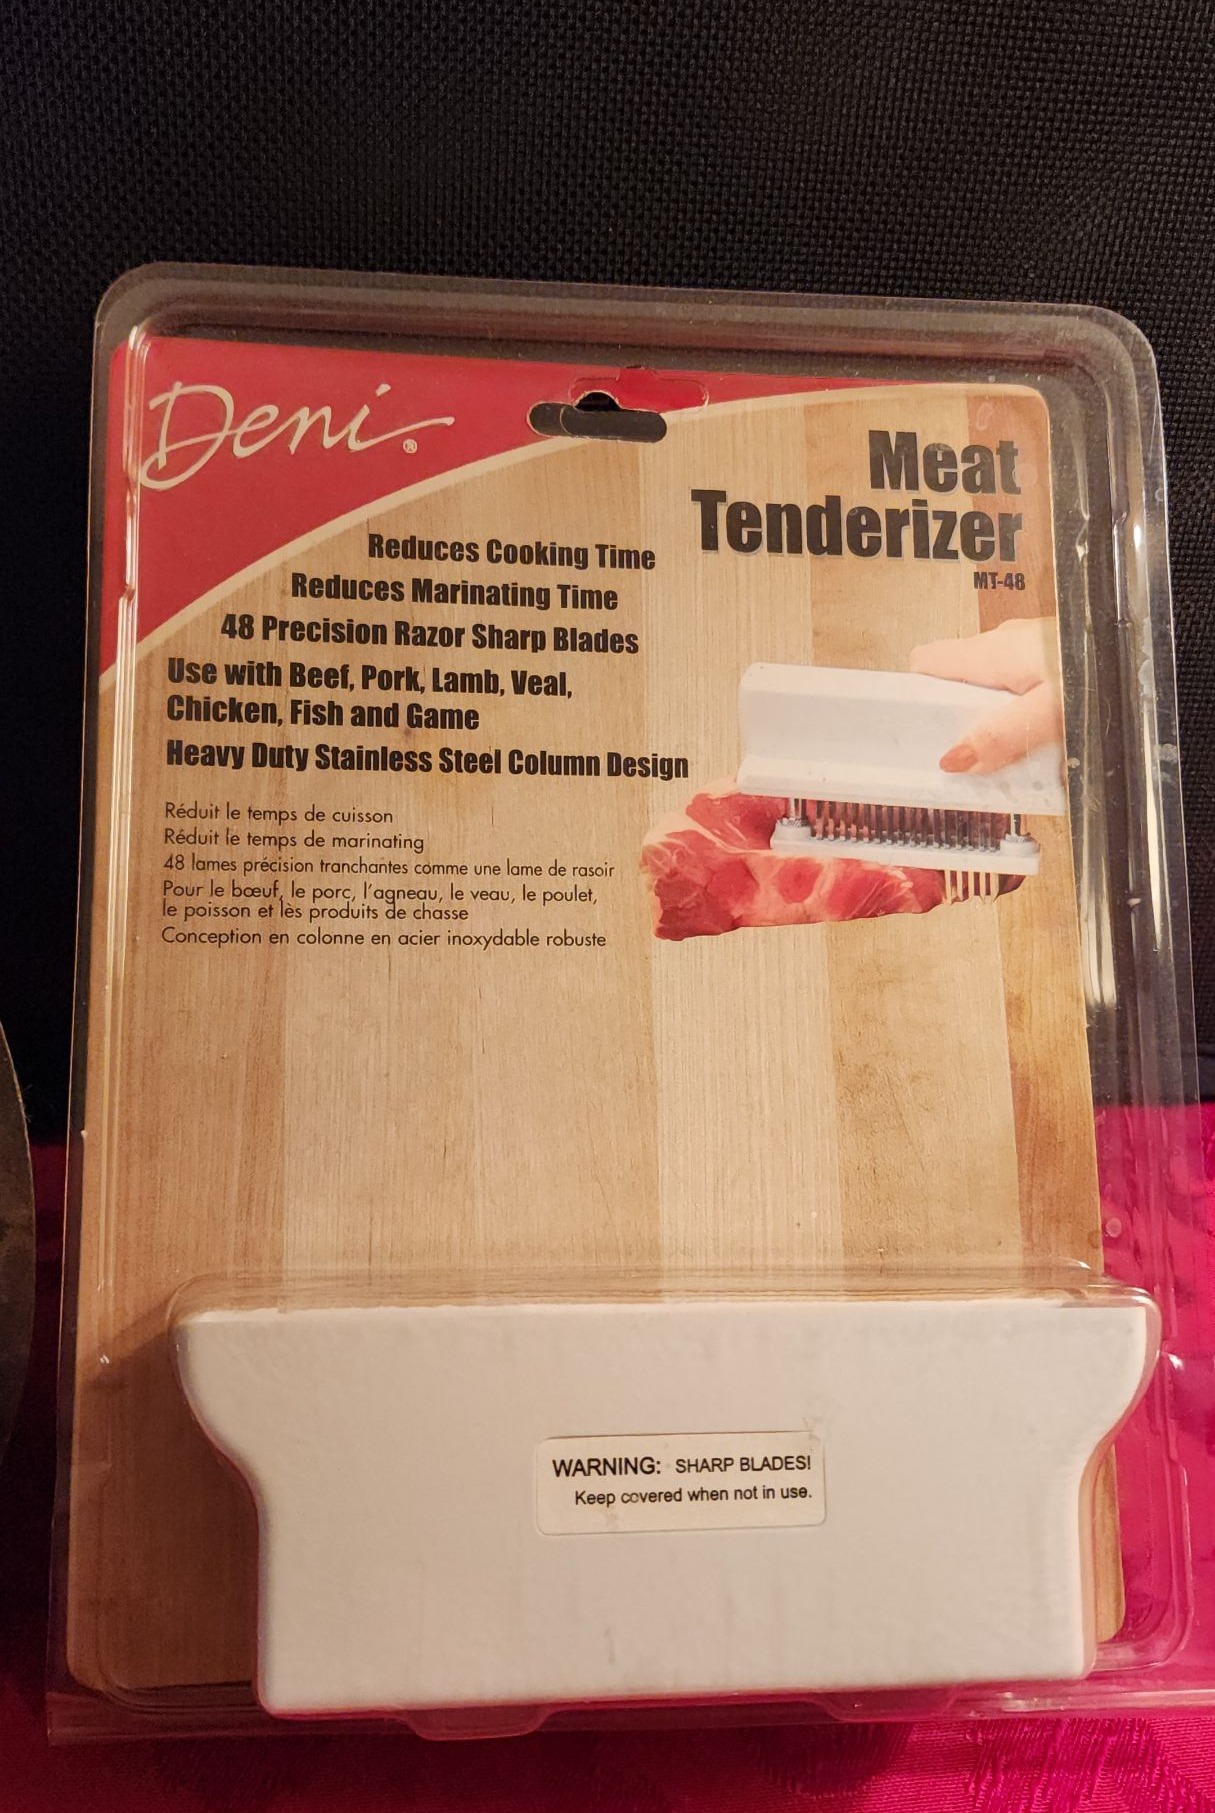 Deni®
Meat
Tenderizer
MT-48
Reduces Cooking Time
Reduces Marinating Time
48 Precision Razor Sharp Blades
Use with Beef, Pork, Lamb, Veal,
Chicken, Fish and Game
Heavy Duty Stainless Steel Column Design
Réduit le temps de cuisson
Réduit le temps de marinating
48 lames précision tranchantes comme une lame de rasoir
Pour le bœuf, le porc, l'agneau, le veau, le poulet,
le poisson et lès produits de chasse
Conception en colonne en acier inoxydable robuste
WARNING: SHARP BLADES!
Keep covered when not in use.